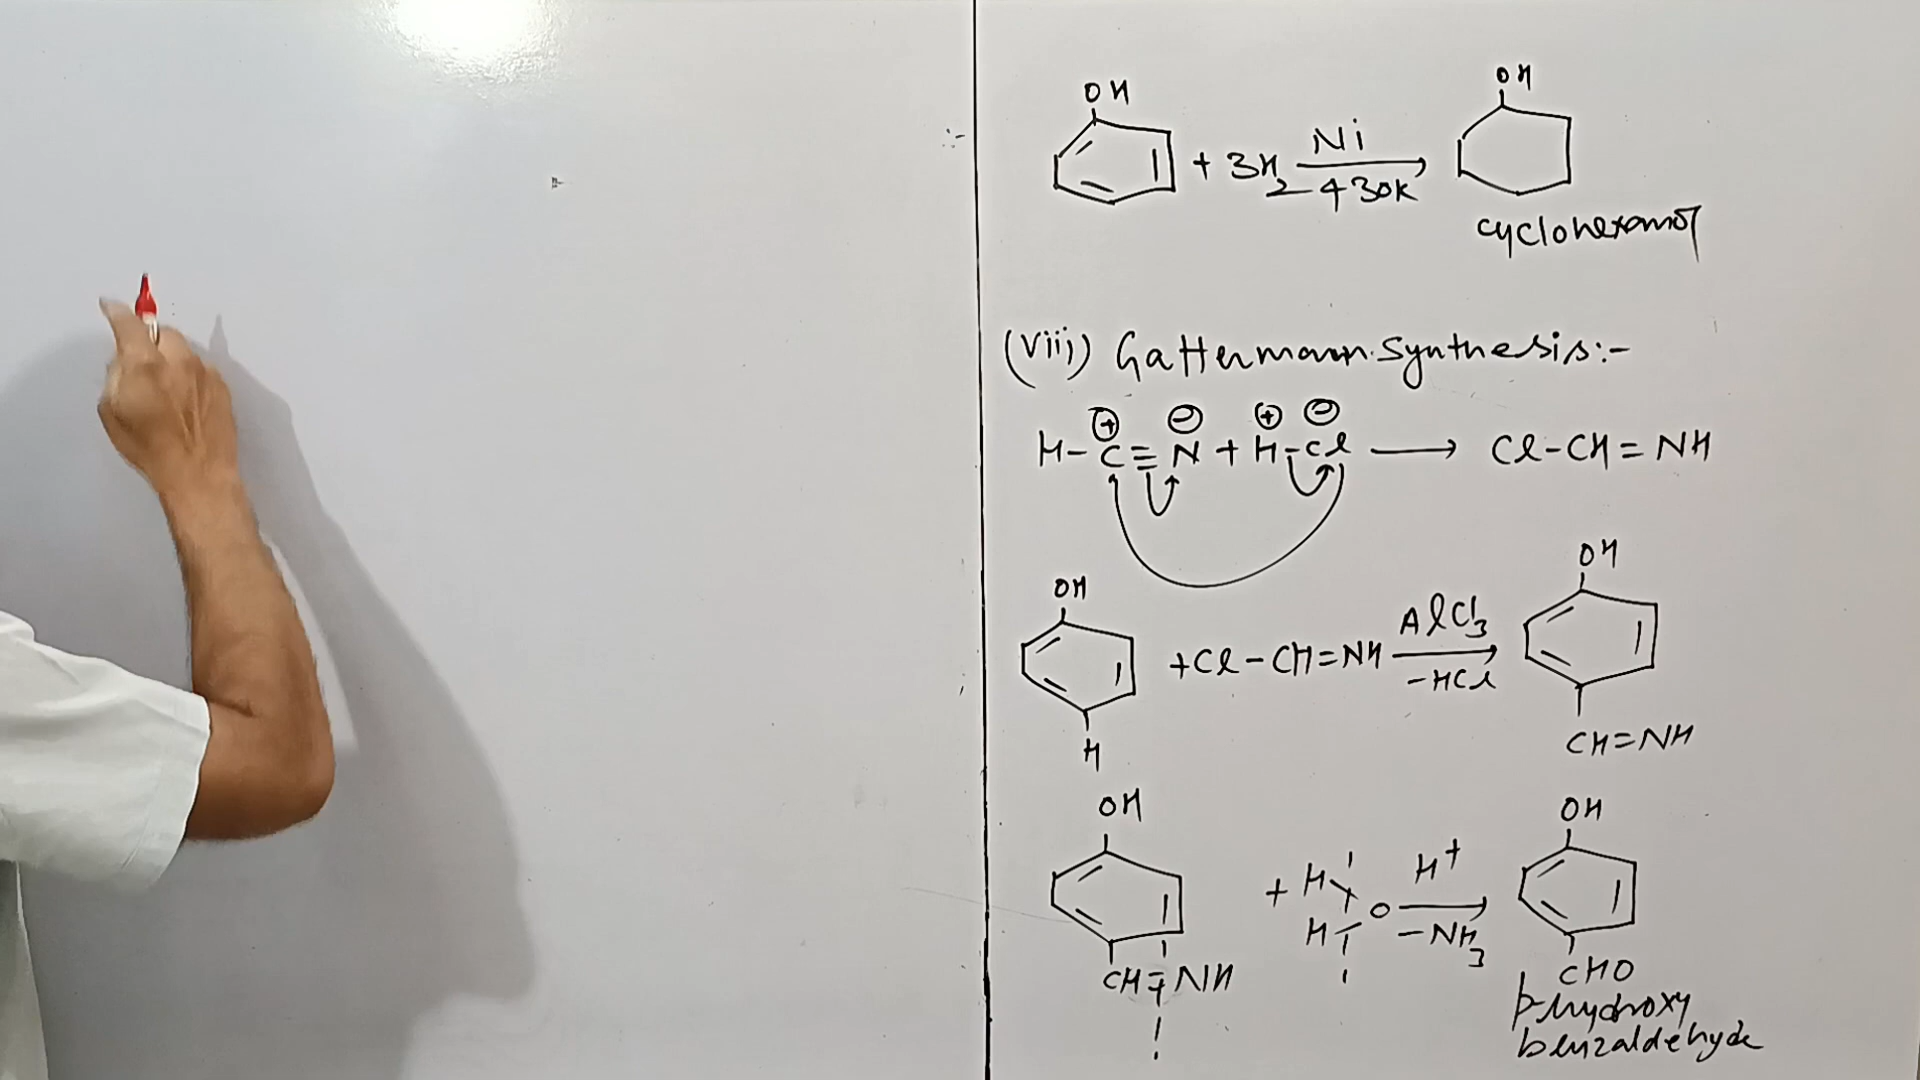 OH OH
+ 3H2 Ni 430K
cyclohexanol
(viii) Gattermann Synthesis:-
⊕ ⊖ ⊕ ⊖
H-C≡N + H-Cl ⟶ Cl-CH=NH
OH OH
+ Cl-CH=NH AlCl3 -HCl
H CH=NH
OH OH
+ H H O H+ -NH3
CH=NH CHO
p-hydroxy
benzaldehyde